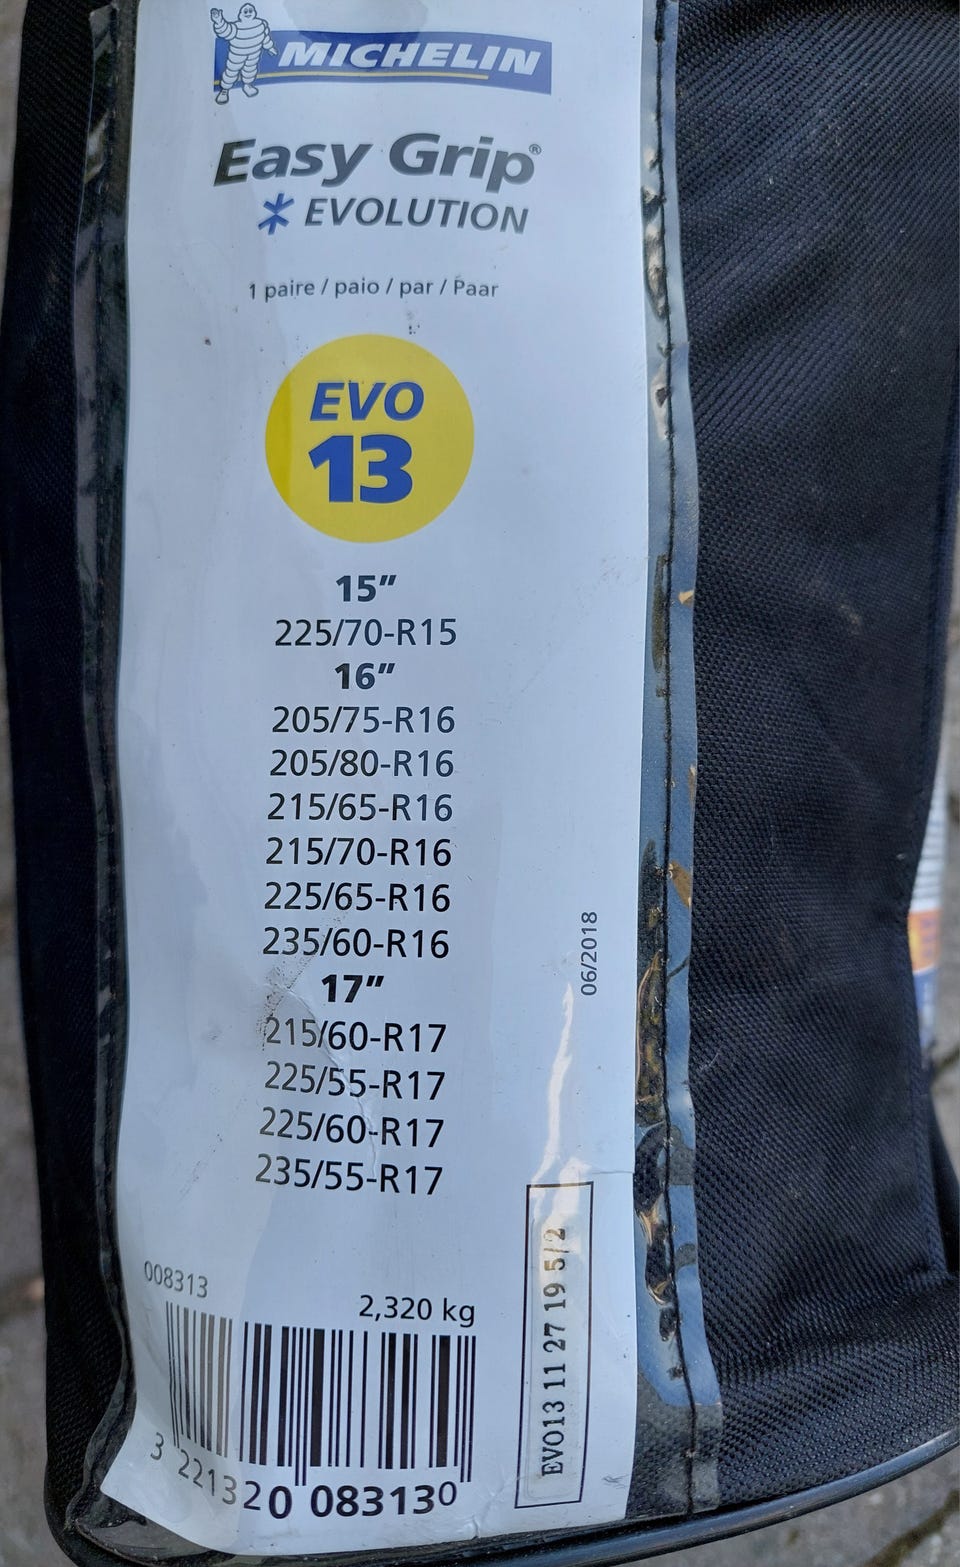 MICHELIN
Easy Grip®
* EVOLUTION
1 paire / paio / par / Paar
EVO
13
15”
225/70-R15
16”
205/75-R16
205/80-R16
215/65-R16
215/70-R16
225/65-R16
235/60-R16
17”
215/60-R17
225/55-R17
225/60-R17
235/55-R17
06/2018
008313
2,320 kg
EVO13 11 27 19 5/2
3 221320 083130